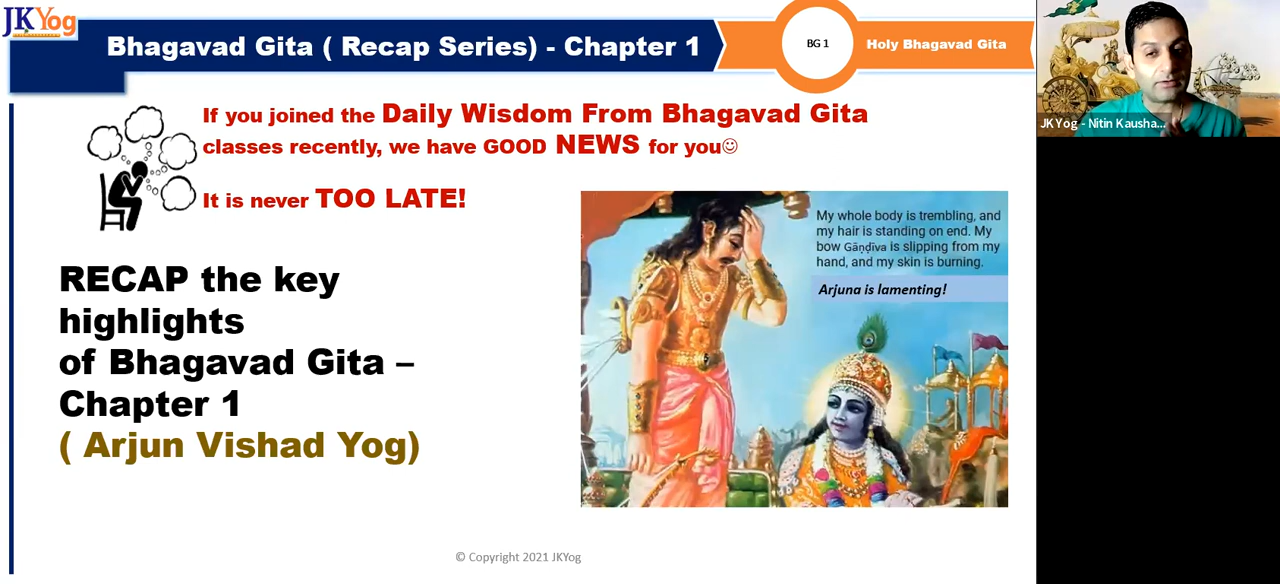 JKYog
Bhagavad Gita ( Recap Series) - Chapter 1
BG 1
Holy Bhagavad Gita
If you joined the Daily Wisdom From Bhagavad Gita
classes recently, we have GOOD NEWS for you☺
It is never TOO LATE!
RECAP the key
highlights
of Bhagavad Gita –
Chapter 1
( Arjun Vishad Yog)
My whole body is trembling, and
my hair is standing on end. My
bow Gāṇḍīva is slipping from my
hand, and my skin is burning.
Arjuna is lamenting!
© Copyright 2021 JKYog
JKYog - Nitin Kausha...